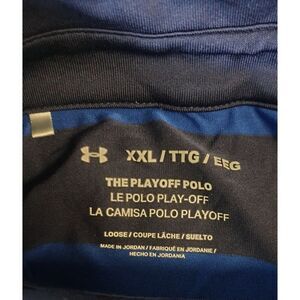 XXL / TTG / EEG
THE PLAYOFF POLO
LE POLO PLAY-OFF
LA CAMISA POLO PLAYOFF
LOOSE / COUPE LÂCHE / SUELTO
MADE IN JORDAN / FABRIQUÉ EN JORDANIE /
HECHO EN JORDANIA